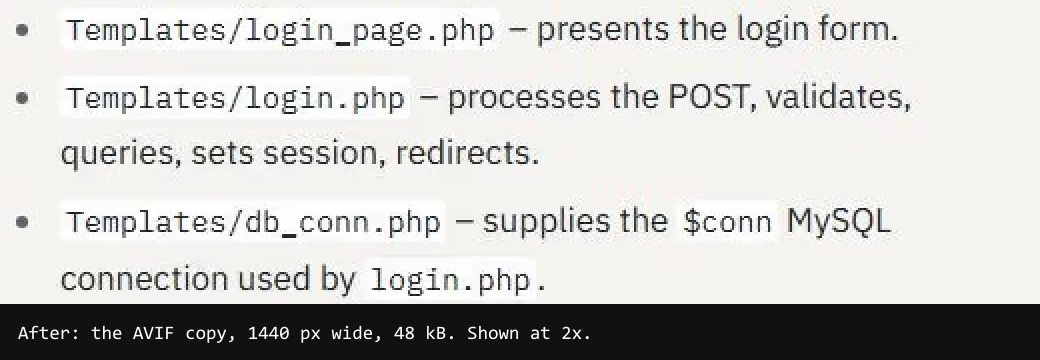 • Templates/login_page.php – presents the login form.
• Templates/login.php – processes the POST, validates,
queries, sets session, redirects.
• Templates/db_conn.php – supplies the $conn MySQL
connection used by login.php.
After: the AVIF copy, 1440 px wide, 48 kB. Shown at 2x.